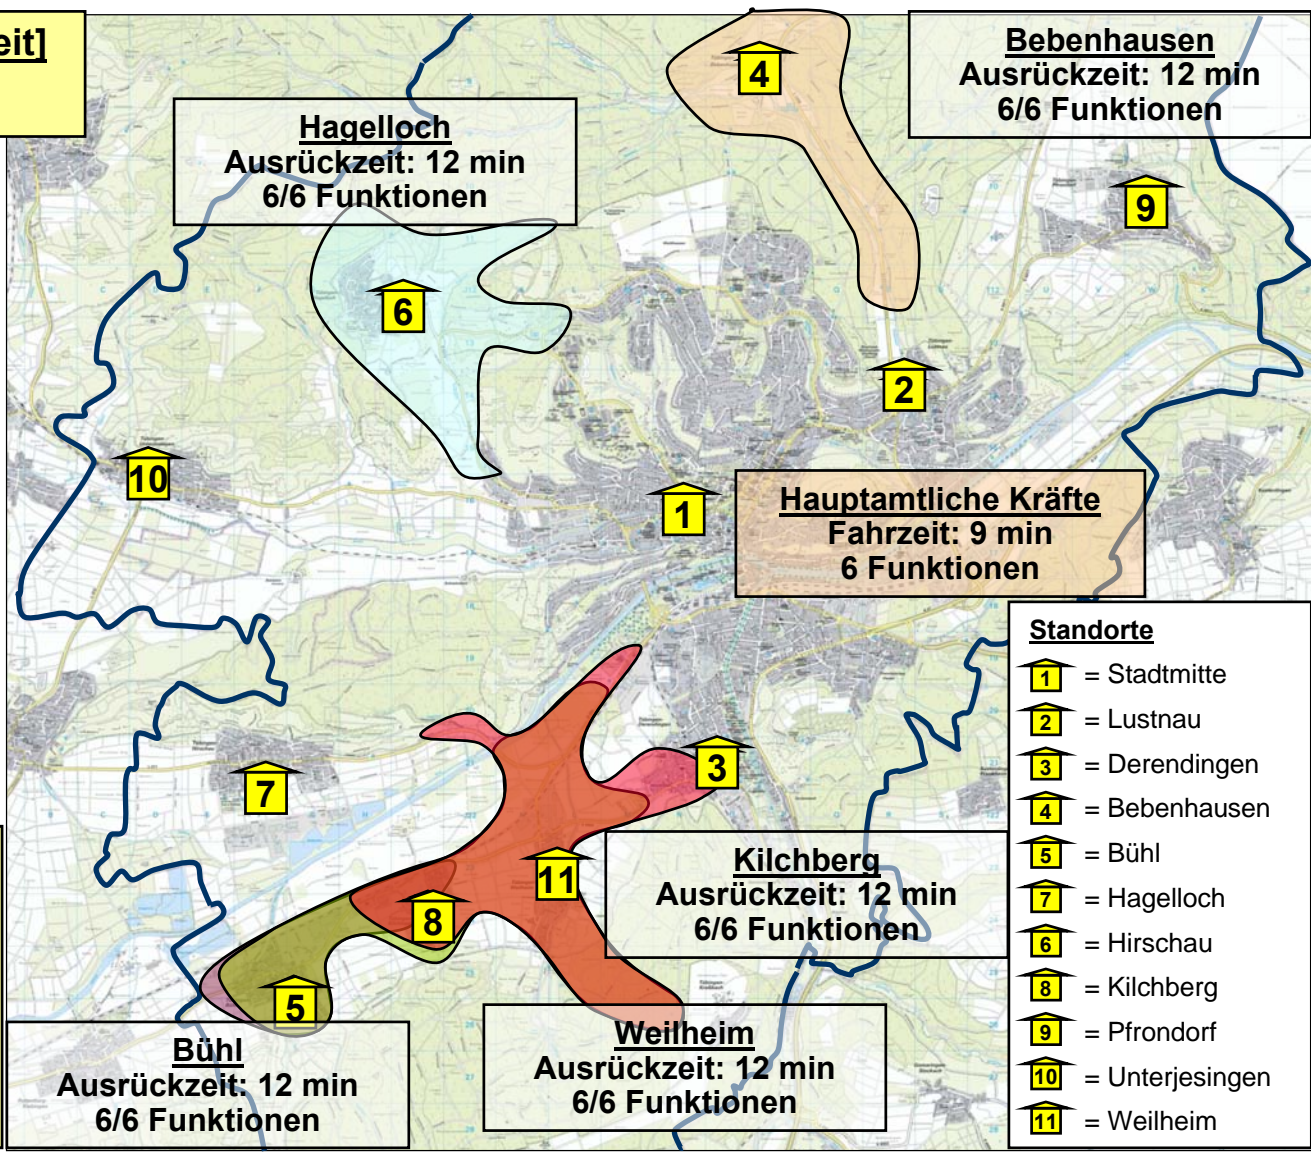 eit]
Bebenhausen
Ausrückzeit: 12 min
6/6 Funktionen
Hagelloch
Ausrückzeit: 12 min
6/6 Funktionen
4
9
6
2
10
1
Hauptamtliche Kräfte
Fahrzeit: 9 min
6 Funktionen
3
7
11
8
5
Kilchberg
Ausrückzeit: 12 min
6/6 Funktionen
Bühl
Ausrückzeit: 12 min
6/6 Funktionen
Weilheim
Ausrückzeit: 12 min
6/6 Funktionen
Standorte
1 = Stadtmitte
2 = Lustnau
3 = Derendingen
4 = Bebenhausen
5 = Bühl
7 = Hagelloch
6 = Hirschau
8 = Kilchberg
9 = Pfrondorf
10 = Unterjesingen
11 = Weilheim